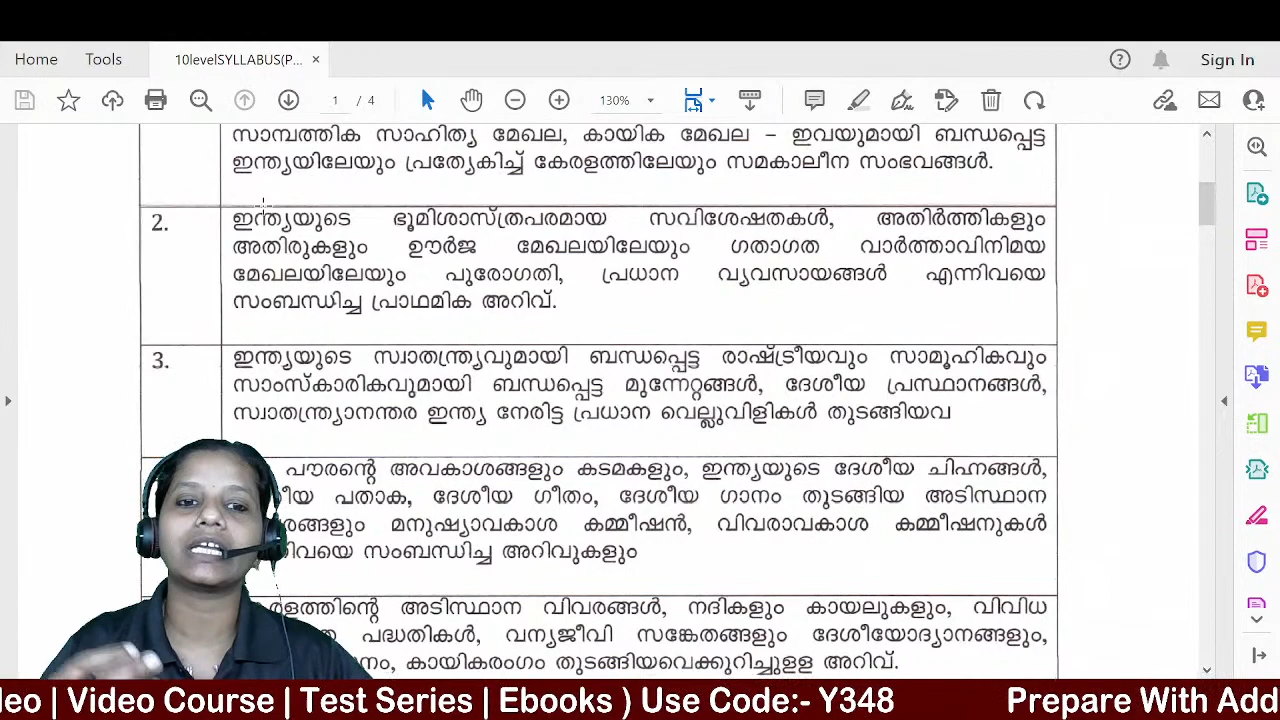 Home Tools 10levelSYLLABUS(P... × Sign In
1 / 4 130%
സാമ്പത്തിക സാഹിത്യ മേഖല, കായിക മേഖല – ഇവയുമായി ബന്ധപ്പെട്ട
ഇന്ത്യയിലേയും പ്രത്യേകിച്ച് കേരളത്തിലേയും സമകാലീന സംഭവങ്ങൾ.
2. ഇന്ത്യയുടെ ഭൂമിശാസ്ത്രപരമായ സവിശേഷതകൾ, അതിർത്തികളും
അതിരുകളും ഊർജ മേഖലയിലേയും ഗതാഗത വാർത്താവിനിമയ
മേഖലയിലേയും പുരോഗതി, പ്രധാന വ്യവസായങ്ങൾ എന്നിവയെ
സംബന്ധിച്ച പ്രാഥമിക അറിവ്.
3. ഇന്ത്യയുടെ സ്വാതന്ത്ര്യവുമായി ബന്ധപ്പെട്ട രാഷ്ട്രീയവും സാമൂഹികവും
സാംസ്കാരികവുമായി ബന്ധപ്പെട്ട മുന്നേറ്റങ്ങൾ, ദേശീയ പ്രസ്ഥാനങ്ങൾ,
സ്വാതന്ത്ര്യാനന്തര ഇന്ത്യ നേരിട്ട പ്രധാന വെല്ലുവിളികൾ തുടങ്ങിയവ
പൗരന്റെ അവകാശങ്ങളും കടമകളും, ഇന്ത്യയുടെ ദേശീയ ചിഹ്നങ്ങൾ,
പതാക, ദേശീയ ഗീതം, ദേശീയ ഗാനം തുടങ്ങിയ അടിസ്ഥാന
മനുഷ്യാവകാശ കമ്മീഷൻ, വിവരാവകാശ കമ്മീഷനുകൾ
സംബന്ധിച്ച അറിവുകളും
അടിസ്ഥാന വിവരങ്ങൾ, നദികളും കായലുകളും, വിവിധ
പദ്ധതികൾ, വന്യജീവി സങ്കേതങ്ങളും ദേശീയോദ്യാനങ്ങളും,
കായികരംഗം തുടങ്ങിയവെക്കുറിച്ചുളള അറിവ്.
leo | Video Course | Test Series | Ebooks ) Use Code:- Y348 Prepare With Add